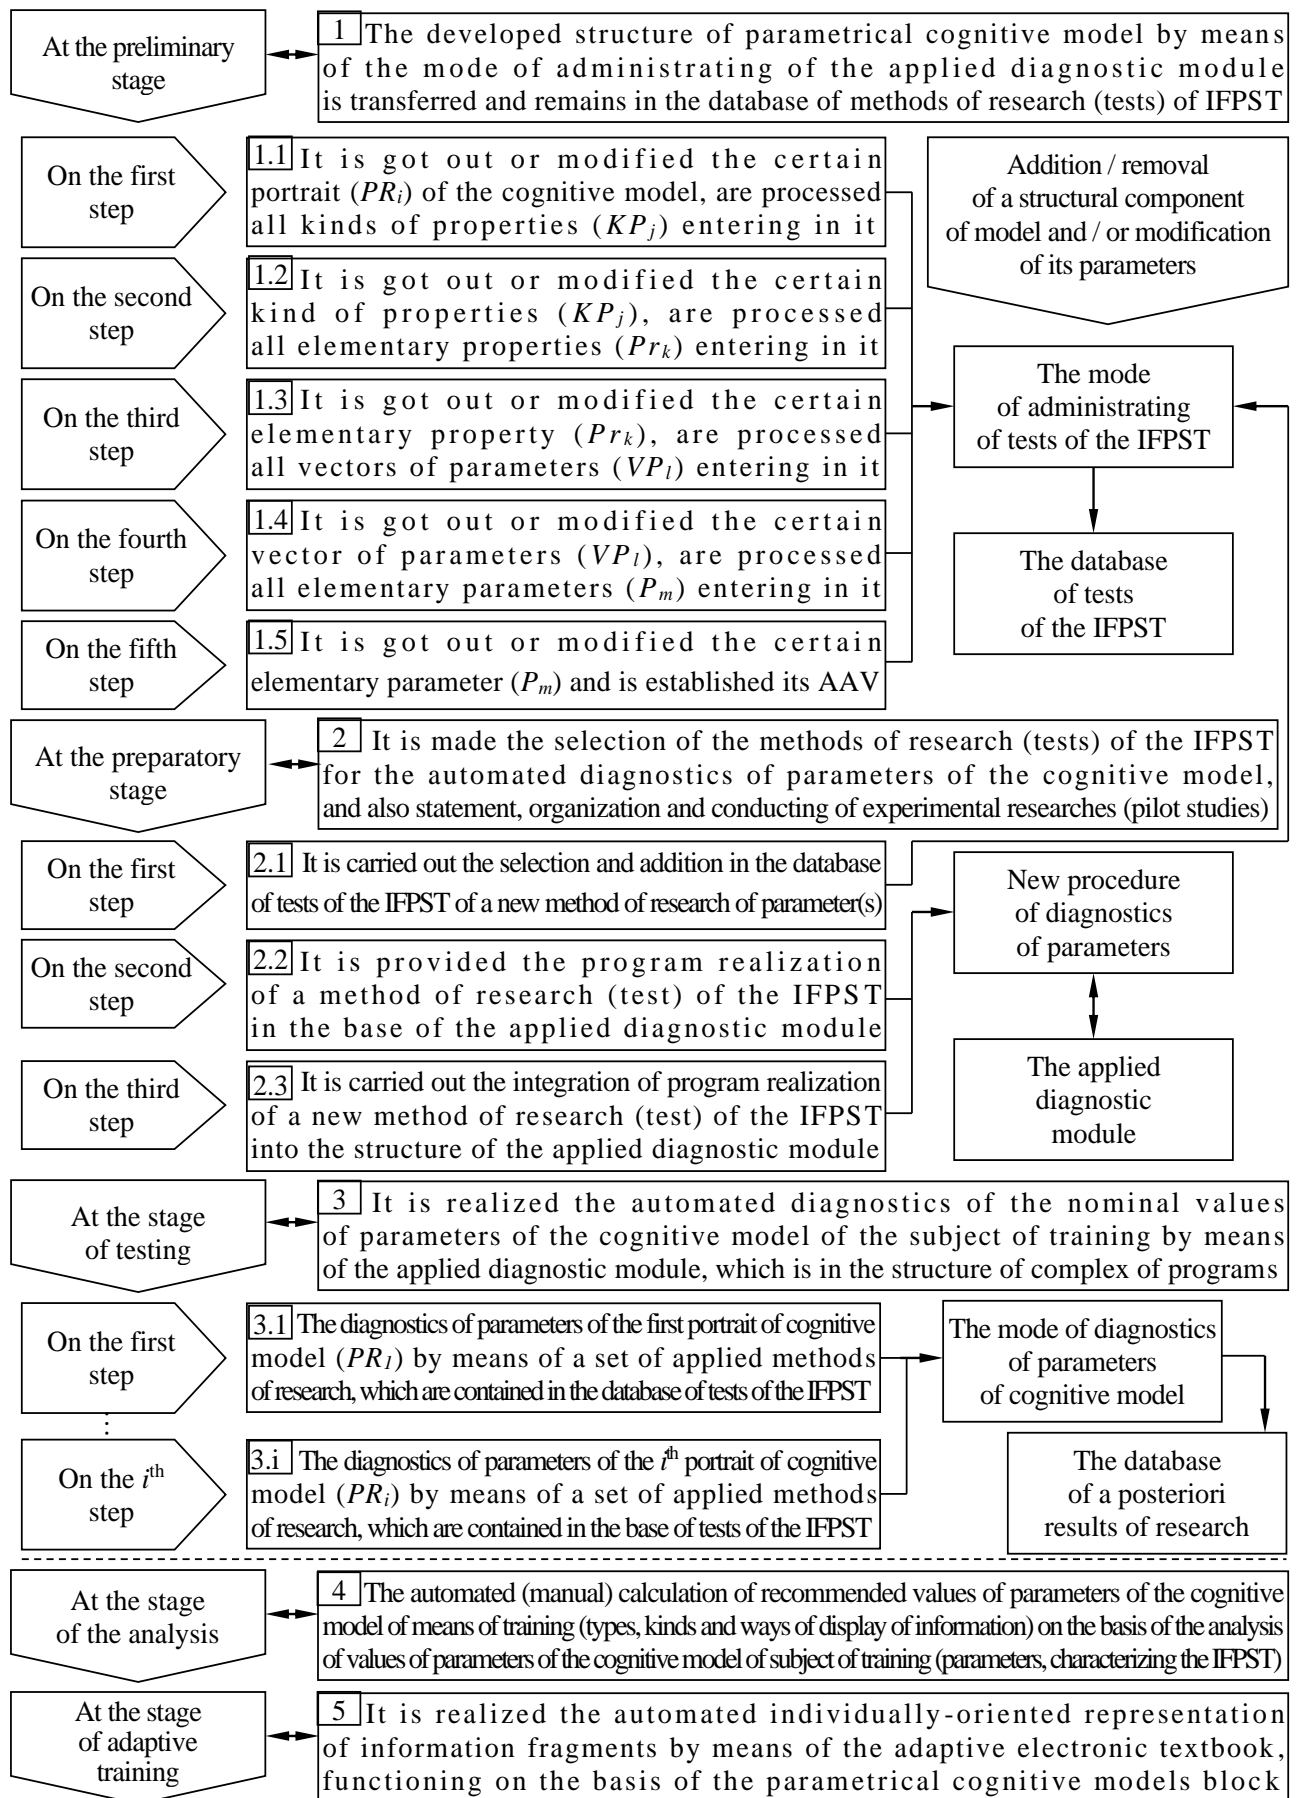 At the preliminary
stage
1 The developed structure of parametrical cognitive model by means
of the mode of administrating of the applied diagnostic module
is transferred and remains in the database of methods of research (tests) of IFPST
On the first
step
1.1 It is got out or modified the certain
portrait (PRi) of the cognitive model, are processed
all kinds of properties (KPj) entering in it
Addition / removal
of a structural component
of model and / or modification
of its parameters
On the second
step
1.2 It is got out or modified the certain
kind of properties (KPj), are processed
all elementary properties (Prk) entering in it
On the third
step
1.3 It is got out or modified the certain
elementary property (Prk), are processed
all vectors of parameters (VPl) entering in it
The mode
of administrating
of tests of the IFPST
On the fourth
step
1.4 It is got out or modified the certain
vector of parameters (VPl), are processed
all elementary parameters (Pm) entering in it
The database
of tests
of the IFPST
On the fifth
step
1.5 It is got out or modified the certain
elementary parameter (Pm) and is established its AAV
At the preparatory
stage
2 It is made the selection of the methods of research (tests) of the IFPST
for the automated diagnostics of parameters of the cognitive model,
and also statement, organization and conducting of experimental researches (pilot studies)
On the first
step
2.1 It is carried out the selection and addition in the database
of tests of the IFPST of a new method of research of parameter(s)
New procedure
of diagnostics
of parameters
On the second
step
2.2 It is provided the program realization
of a method of research (test) of the IFPST
in the base of the applied diagnostic module
On the third
step
2.3 It is carried out the integration of program realization
of a new method of research (test) of the IFPST
into the structure of the applied diagnostic module
The applied
diagnostic
module
At the stage
of testing
3 It is realized the automated diagnostics of the nominal values
of parameters of the cognitive model of the subject of training by means
of the applied diagnostic module, which is in the structure of complex of programs
On the first
step
3.1 The diagnostics of parameters of the first portrait of cognitive
model (PR1) by means of a set of applied methods
of research, which are contained in the database of tests of the IFPST
The mode of diagnostics
of parameters
of cognitive model
⋮
On the ith
step
3.i The diagnostics of parameters of the ith portrait of cognitive
model (PRi) by means of a set of applied methods
of research, which are contained in the base of tests of the IFPST
The database
of a posteriori
results of research
At the stage
of the analysis
4 The automated (manual) calculation of recommended values of parameters of the cognitive
model of means of training (types, kinds and ways of display of information) on the basis of the analysis
of values of parameters of the cognitive model of subject of training (parameters, characterizing the IFPST)
At the stage
of adaptive
training
5 It is realized the automated individually-oriented representation
of information fragments by means of the adaptive electronic textbook,
functioning on the basis of the parametrical cognitive models block